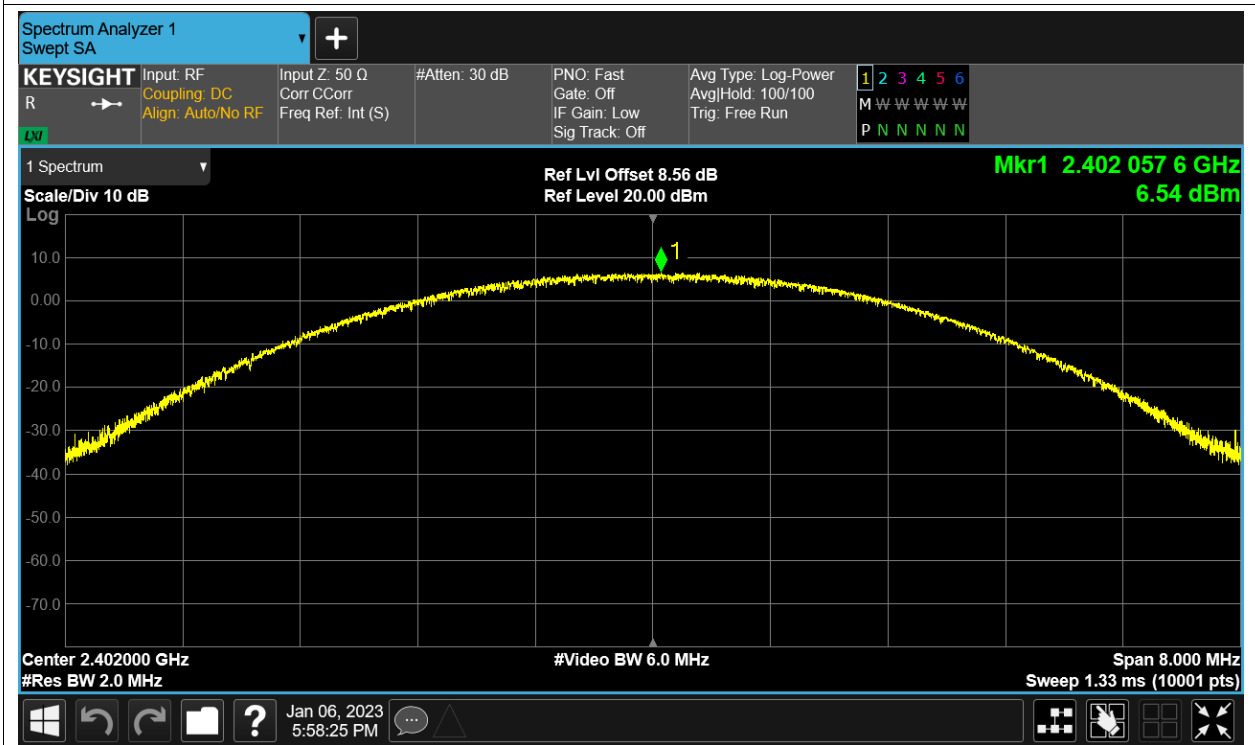 Spectrum Analyzer 1
Swept SA
KEYSIGHT
R
LXI
Input: RF
Coupling: DC
Align: Auto/No RF
Input Z: 50 Ω
Corr CCorr
Freq Ref: Int (S)
#Atten: 30 dB
PNO: Fast
Gate: Off
IF Gain: Low
Sig Track: Off
Avg Type: Log-Power
Avg|Hold: 100/100
Trig: Free Run
1 2 3 4 5 6
M W W W W W
P N N N N N
1 Spectrum
Scale/Div 10 dB
Log
Ref Lvl Offset 8.56 dB
Ref Level 20.00 dBm
Mkr1 2.402 057 6 GHz
6.54 dBm
1
10.0
0.00
-10.0
-20.0
-30.0
-40.0
-50.0
-60.0
-70.0
Center 2.402000 GHz
#Res BW 2.0 MHz
#Video BW 6.0 MHz
Span 8.000 MHz
Sweep 1.33 ms (10001 pts)
?
Jan 06, 2023
5:58:25 PM